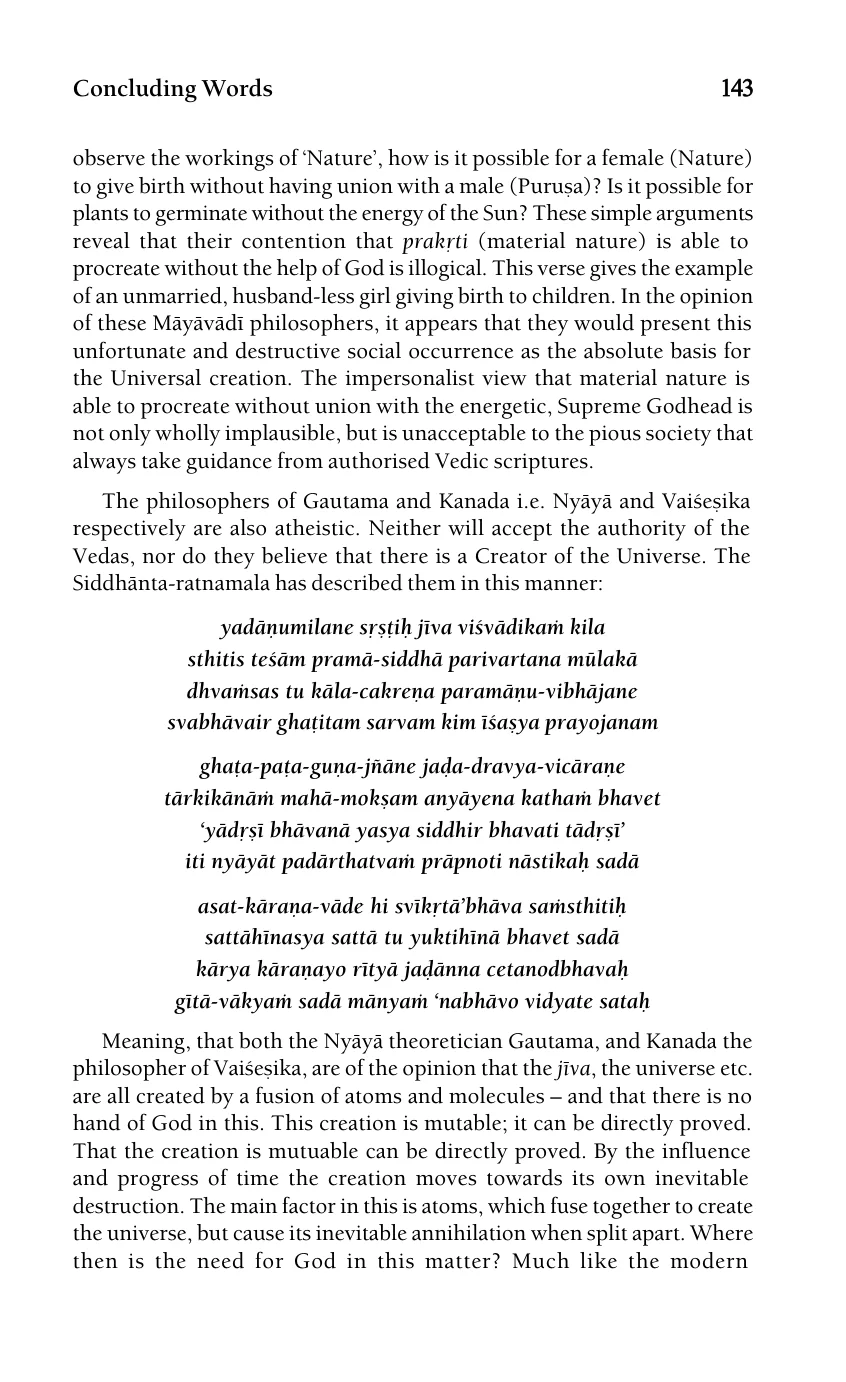 Concluding Words 143
observe the workings of ‘Nature’, how is it possible for a female (Nature)
to give birth without having union with a male (Puruṣa)? Is it possible for
plants to germinate without the energy of the Sun? These simple arguments
reveal that their contention that prakṛti (material nature) is able to
procreate without the help of God is illogical. This verse gives the example
of an unmarried, husband-less girl giving birth to children. In the opinion
of these Māyāvādī philosophers, it appears that they would present this
unfortunate and destructive social occurrence as the absolute basis for
the Universal creation. The impersonalist view that material nature is
able to procreate without union with the energetic, Supreme Godhead is
not only wholly implausible, but is unacceptable to the pious society that
always take guidance from authorised Vedic scriptures.
The philosophers of Gautama and Kanada i.e. Nyāyā and Vaiśeṣika
respectively are also atheistic. Neither will accept the authority of the
Vedas, nor do they believe that there is a Creator of the Universe. The
Siddhānta-ratnamala has described them in this manner:
yadāṇumilane sṛṣṭiḥ jīva viśvādikaṁ kila
sthitis teśām pramā-siddhā parivartana mūlakā
dhvaṁsas tu kāla-cakreṇa paramāṇu-vibhājane
svabhāvair ghaṭitam sarvam kim īśaṣya prayojanam
ghaṭa-paṭa-guṇa-jñāne jaḍa-dravya-vicāraṇe
tārkikānāṁ mahā-mokṣam anyāyena kathaṁ bhavet
‘yādṛṣī bhāvanā yasya siddhir bhavati tādṛṣī’
iti nyāyāt padārthatvaṁ prāpnoti nāstikaḥ sadā
asat-kāraṇa-vāde hi svīkṛtā’bhāva saṁsthitiḥ
sattāhīnasya sattā tu yuktihīnā bhavet sadā
kārya kāraṇayo rītyā jaḍānna cetanodbhavaḥ
gītā-vākyaṁ sadā mānyaṁ ‘nabhāvo vidyate sataḥ
Meaning, that both the Nyāyā theoretician Gautama, and Kanada the
philosopher of Vaiśeṣika, are of the opinion that the jīva, the universe etc.
are all created by a fusion of atoms and molecules – and that there is no
hand of God in this. This creation is mutable; it can be directly proved.
That the creation is mutuable can be directly proved. By the influence
and progress of time the creation moves towards its own inevitable
destruction. The main factor in this is atoms, which fuse together to create
the universe, but cause its inevitable annihilation when split apart. Where
then is the need for God in this matter? Much like the modern